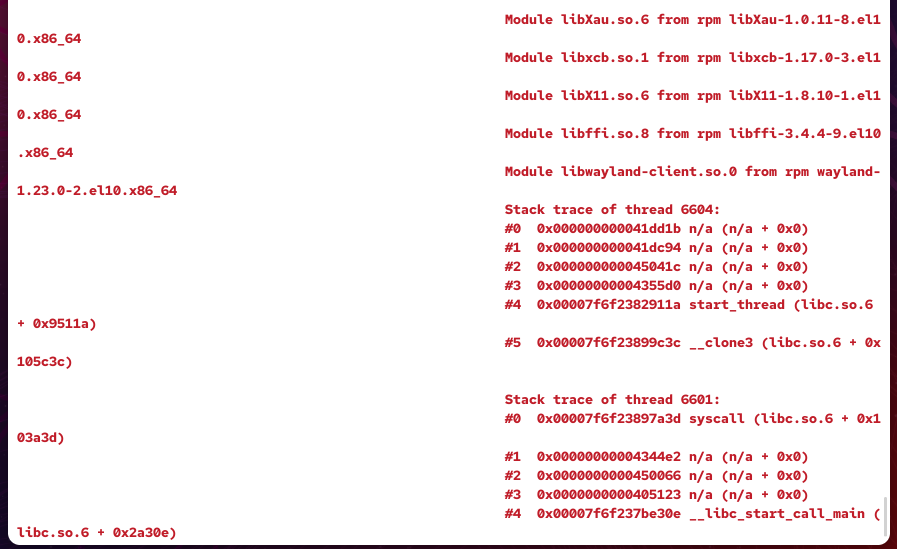 Module libXau.so.6 from rpm libXau-1.0.11-8.el1
0.x86_64
Module libxcb.so.1 from rpm libxcb-1.17.0-3.el1
0.x86_64
Module libX11.so.6 from rpm libX11-1.8.10-1.el1
0.x86_64
Module libffi.so.8 from rpm libffi-3.4.4-9.el10
.x86_64
Module libwayland-client.so.0 from rpm wayland-
1.23.0-2.el10.x86_64
Stack trace of thread 6604:
#0  0x000000000041dd1b n/a (n/a + 0x0)
#1  0x000000000041dc94 n/a (n/a + 0x0)
#2  0x000000000045041c n/a (n/a + 0x0)
#3  0x00000000004355d0 n/a (n/a + 0x0)
#4  0x00007f6f2382911a start_thread (libc.so.6
+ 0x9511a)
#5  0x00007f6f23899c3c __clone3 (libc.so.6 + 0x
105c3c)
Stack trace of thread 6601:
#0  0x00007f6f23897a3d syscall (libc.so.6 + 0x1
03a3d)
#1  0x00000000004344e2 n/a (n/a + 0x0)
#2  0x0000000000450066 n/a (n/a + 0x0)
#3  0x0000000000405123 n/a (n/a + 0x0)
#4  0x00007f6f237be30e __libc_start_call_main (
libc.so.6 + 0x2a30e)